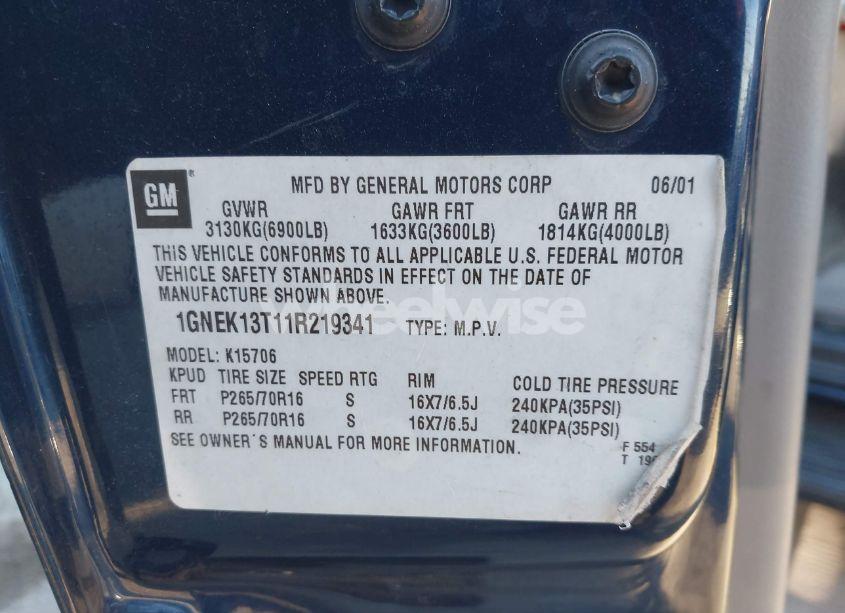 GM
MFD BY GENERAL MOTORS CORP 06/01
GVWR GAWR FRT GAWR RR
3130KG(6900LB) 1633KG(3600LB) 1814KG(4000LB)
THIS VEHICLE CONFORMS TO ALL APPLICABLE U.S. FEDERAL MOTOR
VEHICLE SAFETY STANDARDS IN EFFECT ON THE DATE OF
MANUFACTURE SHOWN ABOVE.
1GNEK13T11R219341 TYPE: M.P.V.
MODEL: K15706
KPUD TIRE SIZE SPEED RTG RIM COLD TIRE PRESSURE
FRT P265/70R16 S 16X7/6.5J 240KPA(35PSI)
RR P265/70R16 S 16X7/6.5J 240KPA(35PSI)
SEE OWNER'S MANUAL FOR MORE INFORMATION.
F 554
T